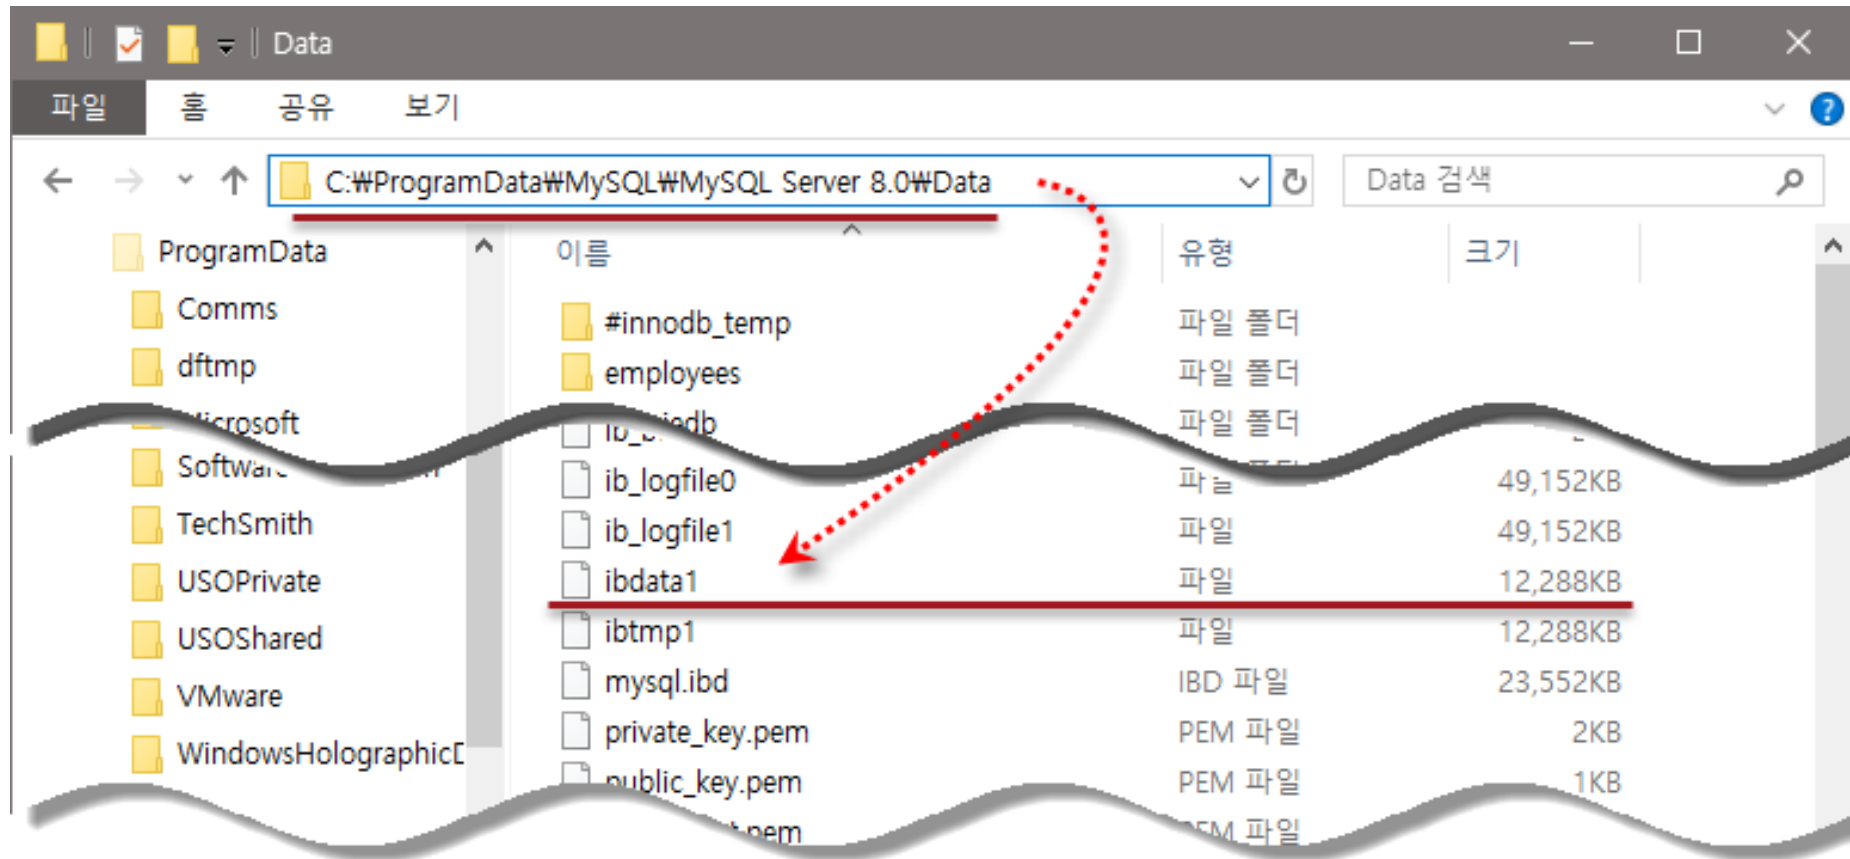 Data
파일 홈 공유 보기
C:₩ProgramData₩MySQL₩MySQL Server 8.0₩Data
Data 검색
ProgramData
Comms
dftmp
TechSmith
USOPrivate
USOShared
VMware
WindowsHolographicD
이름 유형 크기
#innodb_temp 파일 폴더
employees 파일 폴더
파일 폴더
ib_logfile0 49,152KB
ib_logfile1 파일 49,152KB
ibdata1 파일 12,288KB
ibtmp1 파일 12,288KB
mysql.ibd IBD 파일 23,552KB
private_key.pem PEM 파일 2KB
public_key.pem PEM 파일 1KB
PEM 파일